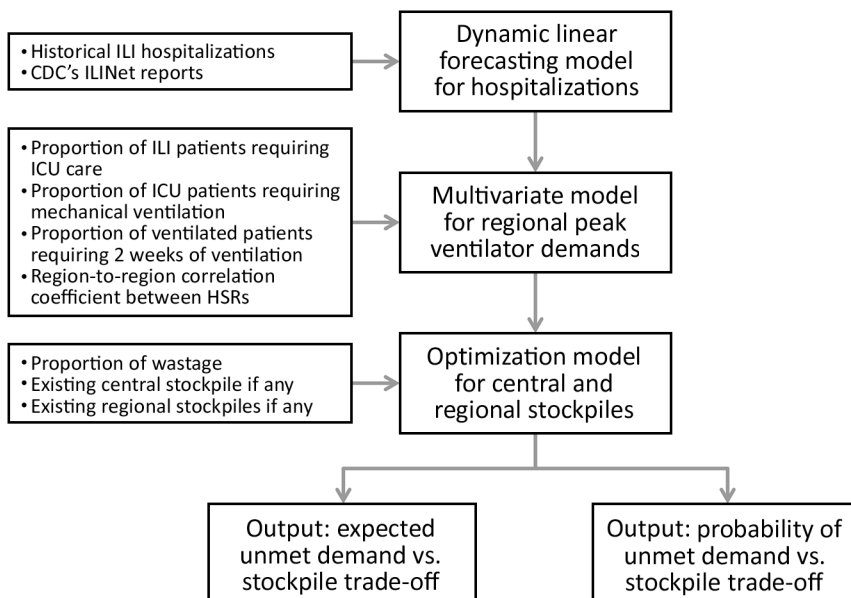 • Historical ILI hospitalizations
• CDC's ILINet reports
Dynamic linear
forecasting model
for hospitalizations
• Proportion of ILI patients requiring
ICU care
• Proportion of ICU patients requiring
mechanical ventilation
• Proportion of ventilated patients
requiring 2 weeks of ventilation
• Region-to-region correlation
coefficient between HSRs
Multivariate model
for regional peak
ventilator demands
• Proportion of wastage
• Existing central stockpile if any
• Existing regional stockpiles if any
Optimization model
for central and
regional stockpiles
Output: expected
unmet demand vs.
stockpile trade-off
Output: probability of
unmet demand vs.
stockpile trade-off